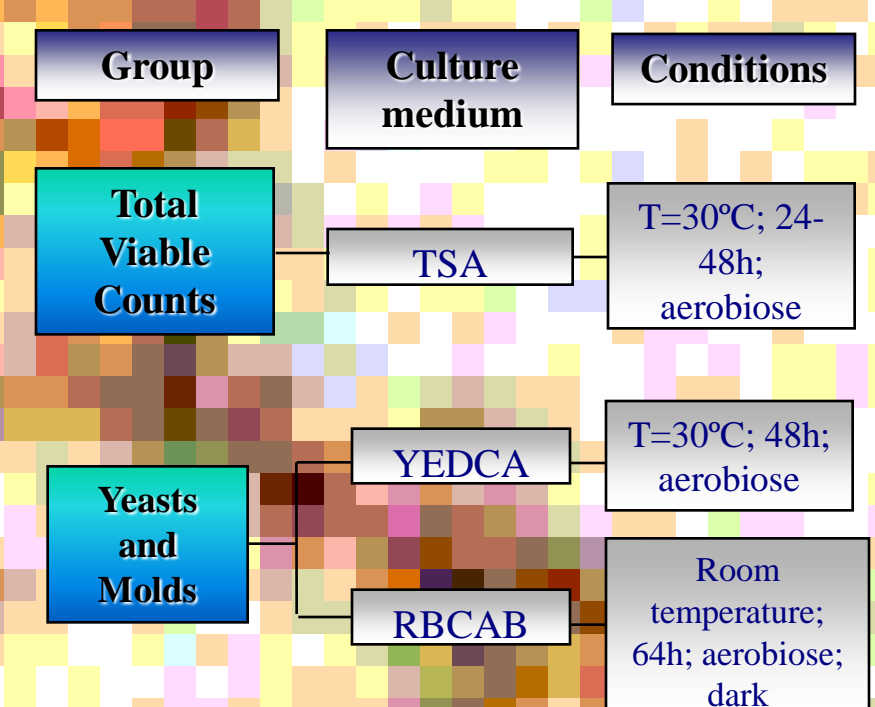 Group
Culture
medium
Conditions
Total
Viable
Counts
TSA
T=30ºC; 24-
48h;
aerobiose
Yeasts
and
Molds
YEDCA
T=30ºC; 48h;
aerobiose
RBCAB
Room
temperature;
64h; aerobiose;
dark